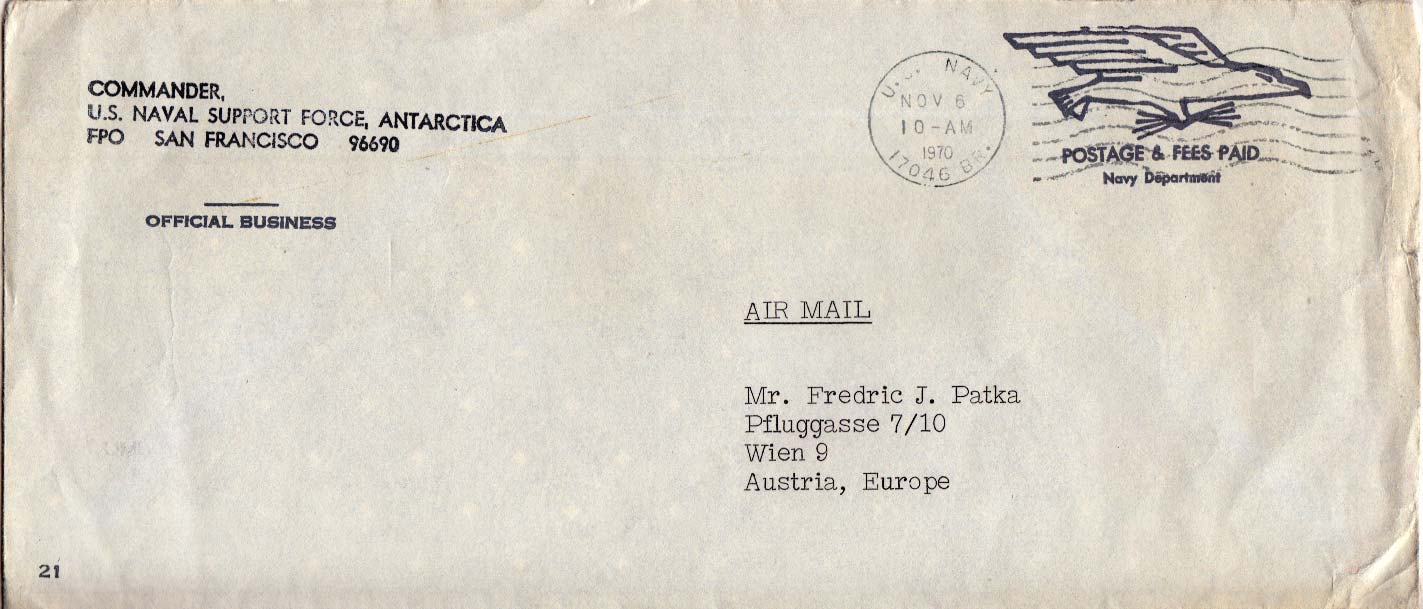 COMMANDER,
U.S. NAVAL SUPPORT FORCE, ANTARCTICA
FPO SAN FRANCISCO 96690
OFFICIAL BUSINESS
U.S. NAVY
NOV 6
10-AM
1970
17046 BR.
POSTAGE & FEES PAID
Navy Department
AIR MAIL
Mr. Fredric J. Patka
Pfluggasse 7/10
Wien 9
Austria, Europe
21